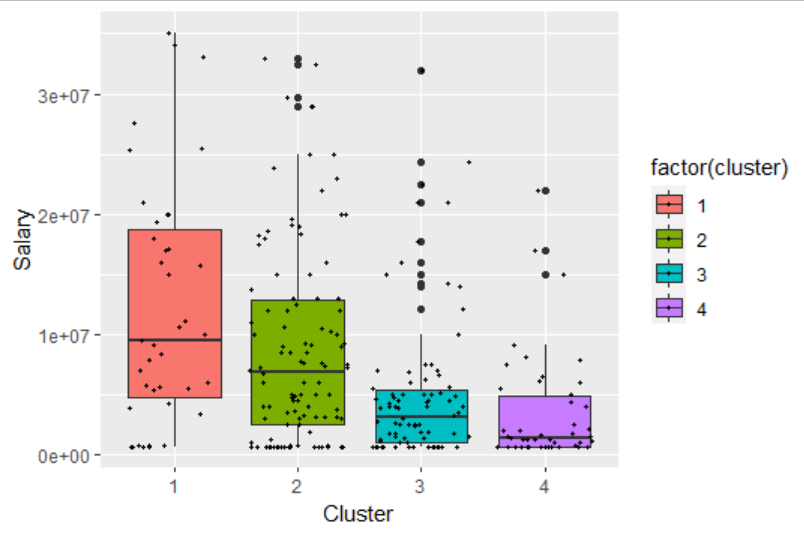 Salary
3e+07
2e+07
1e+07
0e+00
1 2 3 4
Cluster
factor(cluster)
1
2
3
4